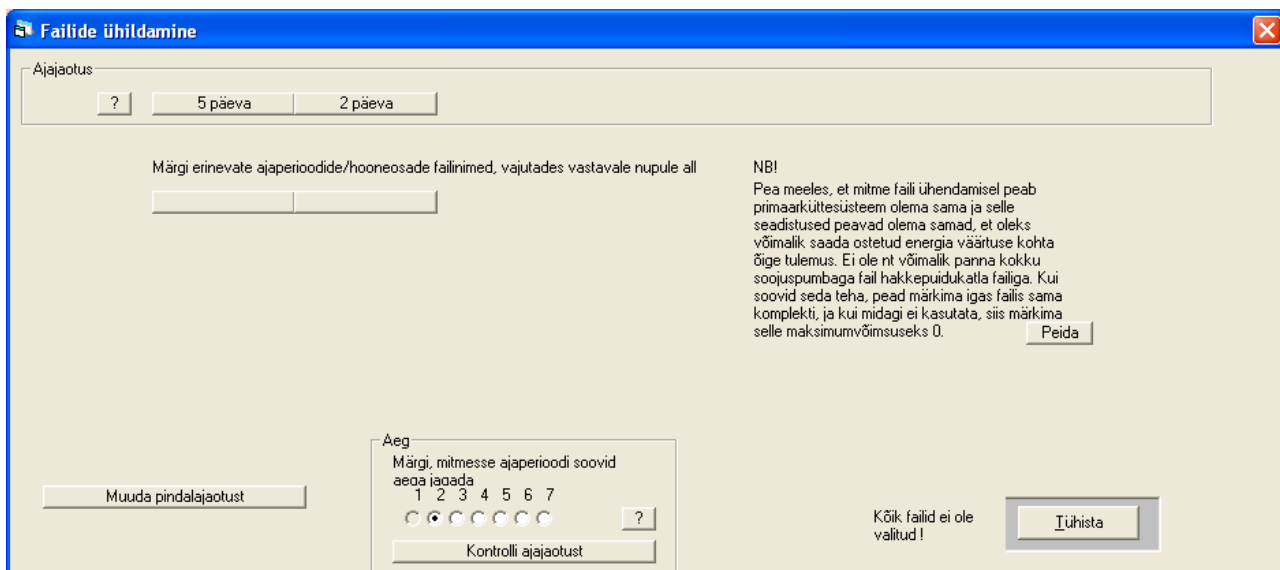 Failide ühildamine
Ajajaotus
? 5 päeva 2 päeva
Märgi erinevate ajaperioodide/hooneosade failinimed, vajutades vastavale nupule all
NB!
Pea meeles, et mitme faili ühendamisel peab
primaarküttesüsteem olema sama ja selle
seadistused peavad olema samad, et oleks
võimalik saada ostetud energia väärtuse kohta
õige tulemus. Ei ole nt võimalik panna kokku
soojuspumbaga fail hakkepuidukatla failiga. Kui
soovid seda teha, pead märkima igas failis sama
komplekti, ja kui midagi ei kasutata, siis märkima
selle maksimumvõimsuseks 0.
Peida
Muuda pindalajaotust
Aeg
Märgi, mitmesse ajaperioodi soovid
aega jagada
1 2 3 4 5 6 7
?
Kontrolli ajajaotust
Kõik failid ei ole
valitud !
Tühista